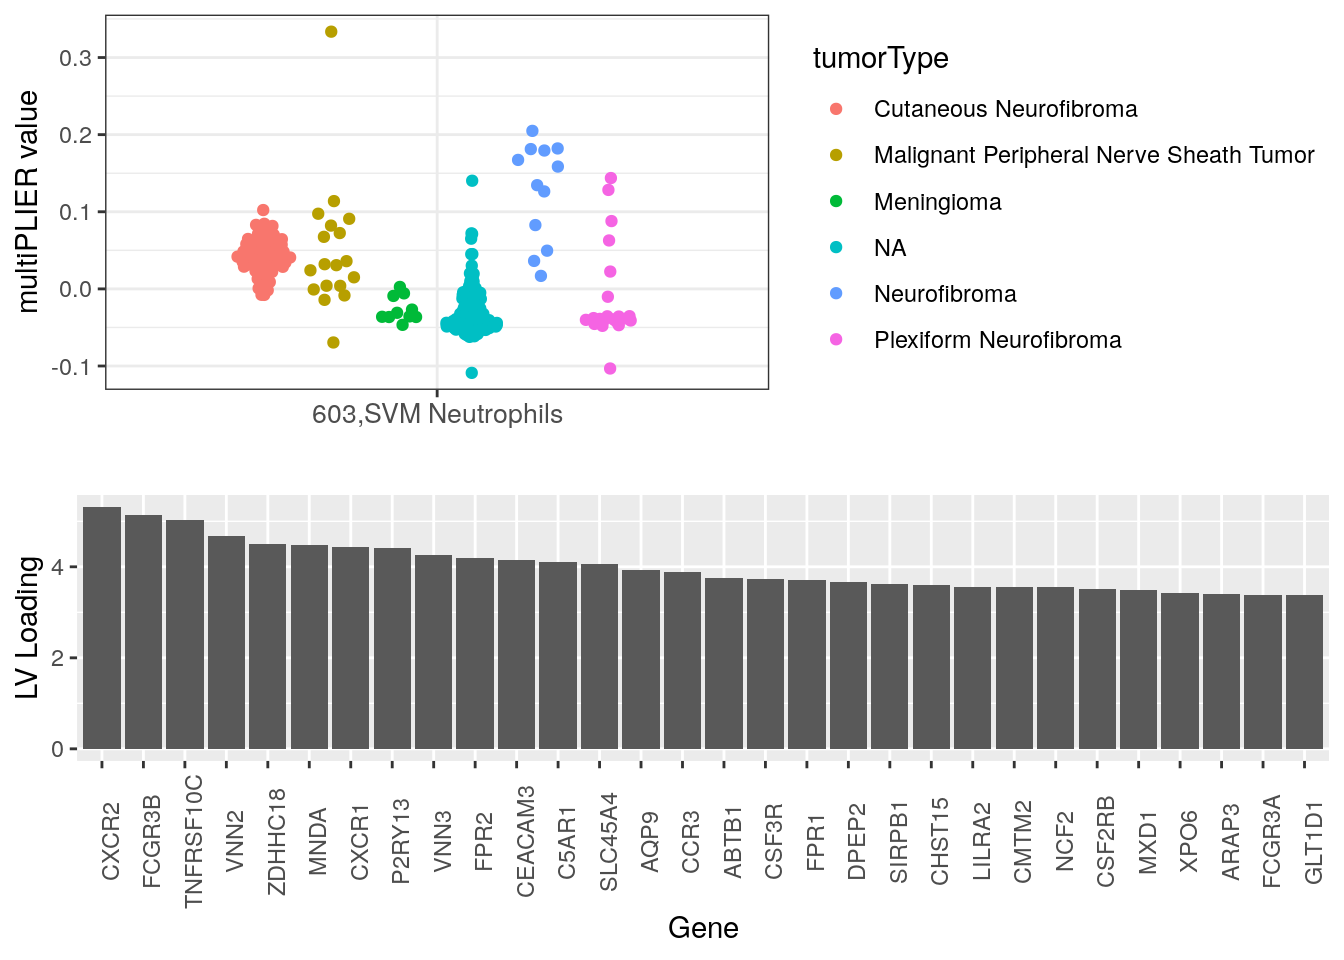 multiPLIER value
0.3
0.2
0.1
0.0
-0.1
603,SVM Neutrophils
tumorType
Cutaneous Neurofibroma
Malignant Peripheral Nerve Sheath Tumor
Meningioma
NA
Neurofibroma
Plexiform Neurofibroma
LV Loading
4
2
0
CXCR2
FCGR3B
TNFRSF10C
VNN2
ZDHHC18
MNDA
CXCR1
P2RY13
VNN3
FPR2
CEACAM3
C5AR1
SLC45A4
AQP9
CCR3
ABTB1
CSF3R
FPR1
DPEP2
SIRPB1
CHST15
LILRA2
CMTM2
NCF2
CSF2RB
MXD1
XPO6
ARAP3
FCGR3A
GLT1D1
Gene